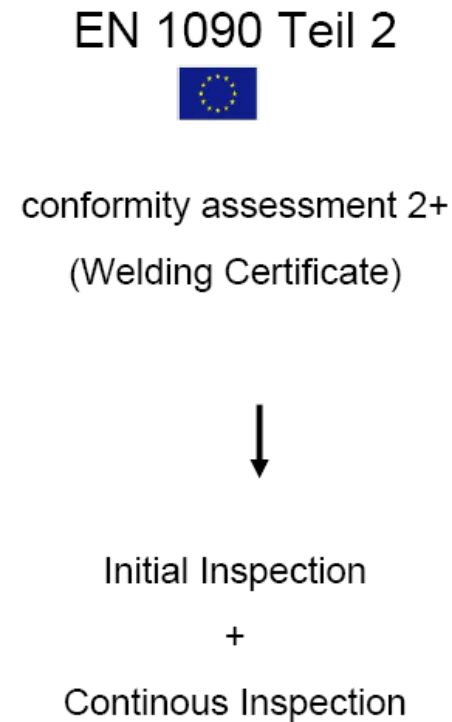 EN 1090 Teil 2
conformity assessment 2+
(Welding Certificate)
Initial Inspection
+
Continous Inspection